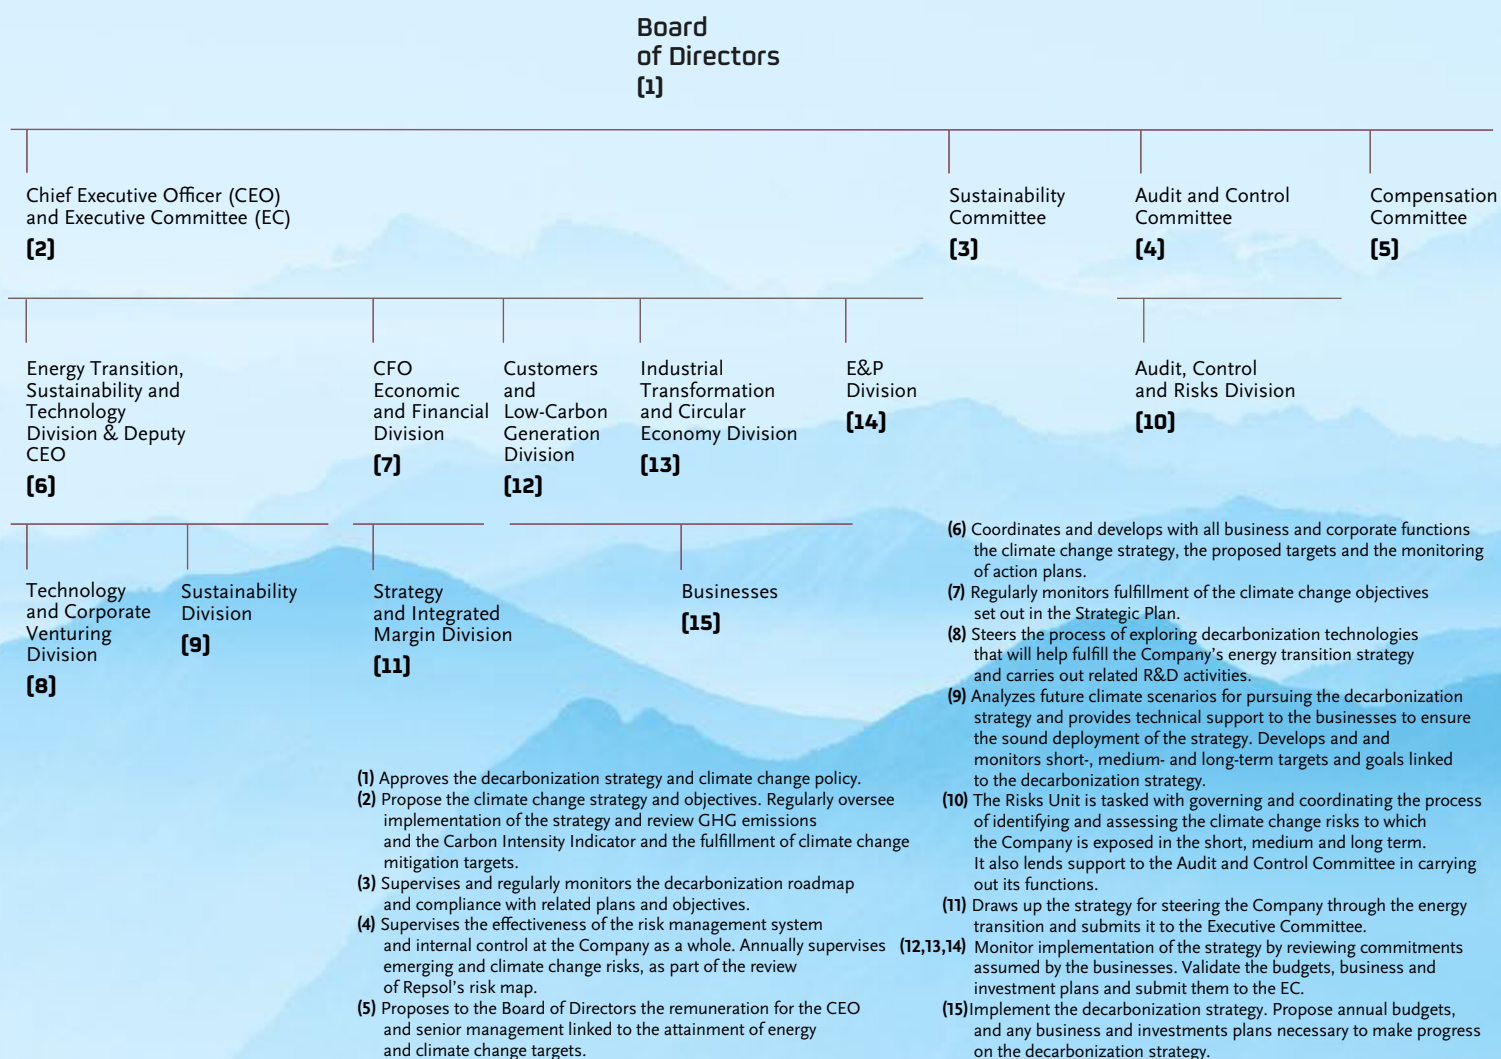 Board
of Directors
(1)
Chief Executive Officer (CEO)
and Executive Committee (EC)
(2)
Sustainability
Committee
(3)
Audit and Control
Committee
(4)
Compensation
Committee
(5)
Energy Transition,
Sustainability and
Technology
Division & Deputy
CEO
(6)
CFO
Economic
and Financial
Division
(7)
Customers
and
Low-Carbon
Generation
Division
(12)
Industrial
Transformation
and Circular
Economy Division
(13)
E&P
Division
(14)
Audit, Control
and Risks Division
(10)
Technology
and Corporate
Venturing
Division
(8)
Sustainability
Division
(9)
Strategy
and Integrated
Margin Division
(11)
Businesses
(15)
(1) Approves the decarbonization strategy and climate change policy.
(2) Propose the climate change strategy and objectives. Regularly oversee
implementation of the strategy and review GHG emissions
and the Carbon Intensity Indicator and the fulfillment of climate change
mitigation targets.
(3) Supervises and regularly monitors the decarbonization roadmap
and compliance with related plans and objectives.
(4) Supervises the effectiveness of the risk management system
and internal control at the Company as a whole. Annually supervises
emerging and climate change risks, as part of the review
of Repsol's risk map.
(5) Proposes to the Board of Directors the remuneration for the CEO
and senior management linked to the attainment of energy
and climate change targets.
(6) Coordinates and develops with all business and corporate functions
the climate change strategy, the proposed targets and the monitoring
of action plans.
(7) Regularly monitors fulfillment of the climate change objectives
set out in the Strategic Plan.
(8) Steers the process of exploring decarbonization technologies
that will help fulfill the Company's energy transition strategy
and carries out related R&D activities.
(9) Analyzes future climate scenarios for pursuing the decarbonization
strategy and provides technical support to the businesses to ensure
the sound deployment of the strategy. Develops and and
monitors short-, medium- and long-term targets and goals linked
to the decarbonization strategy.
(10) The Risks Unit is tasked with governing and coordinating the process
of identifying and assessing the climate change risks to which
the Company is exposed in the short, medium and long term.
It also lends support to the Audit and Control Committee in carrying
out its functions.
(11) Draws up the strategy for steering the Company through the energy
transition and submits it to the Executive Committee.
(12,13,14) Monitor implementation of the strategy by reviewing commitments
assumed by the businesses. Validate the budgets, business and
investment plans and submit them to the EC.
(15)Implement the decarbonization strategy. Propose annual budgets,
and any business and investments plans necessary to make progress
on the decarbonization strategy.